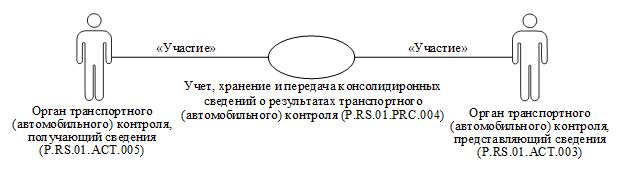 «Участие»
«Участие»
Учет, хранение и передача консолидиронных
сведений о результатах транспортного
(автомобильного) контроля (P.RS.01.PRC.004)
Орган транспортного
(автомобильного) контроля,
получающий сведения
(P.RS.01.ACT.005)
Орган транспортного
(автомобильного) контроля,
представляющий сведения
(P.RS.01.ACT.003)